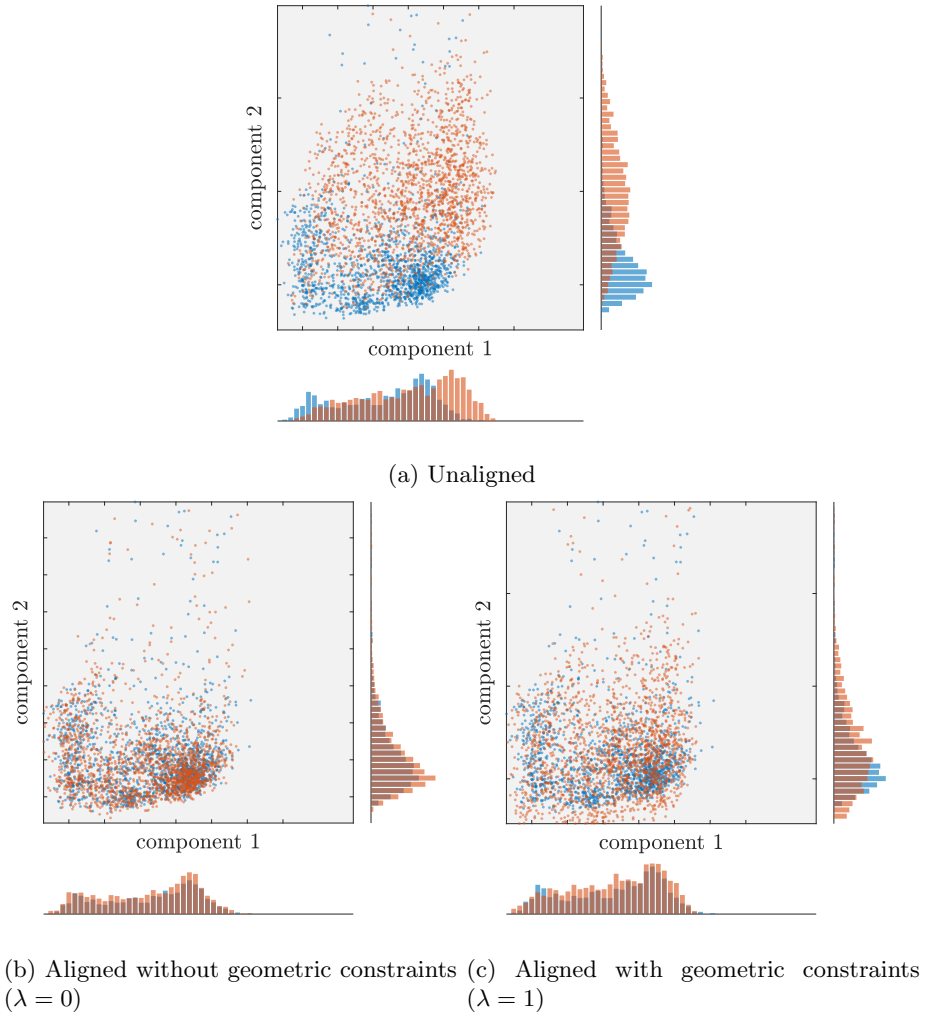 component 2
component 1
(a) Unaligned
component 2
component 1
component 2
component 1
(b) Aligned without geometric constraints
(λ = 0)
(c) Aligned with geometric constraints
(λ = 1)